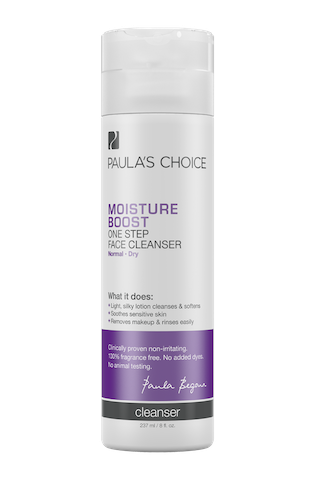 PAULA'S CHOICE
MOISTURE
BOOST
ONE STEP
FACE CLEANSER
Normal - Dry
What it does:
• Light, silky lotion cleanses & softens
• Soothes sensitive skin
• Removes makeup & rinses easily
Clinically proven non-irritating.
100% fragrance free. No added dyes.
No animal testing.
Paula Begoun
cleanser
237 ml / 8 fl. oz.